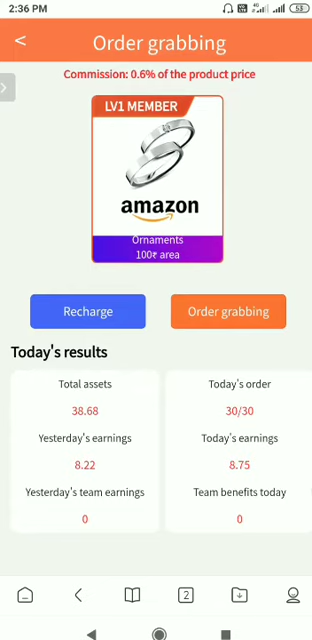 2:36 PM
4G
53
Order grabbing
Commission: 0.6% of the product price
LV1 MEMBER
amazon
Ornaments
100₹ area
Recharge
Order grabbing
Today's results
Total assets
Today's order
38.68
30/30
Yesterday's earnings
Today's earnings
8.22
8.75
Yesterday's team earnings
Team benefits today
0
0
2